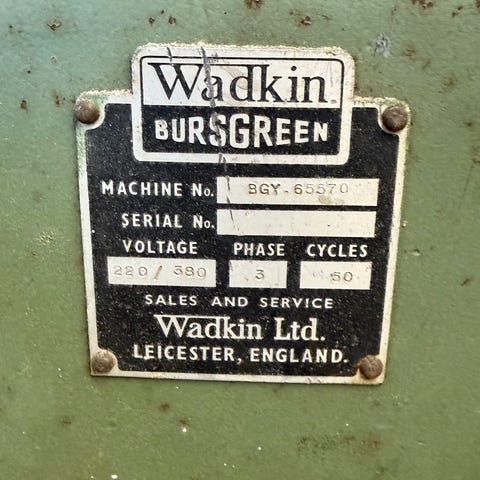 Wadkin
BURSGREEN
MACHINE No. BGY-65570
SERIAL No.
VOLTAGE PHASE CYCLES
220/380 3 50
SALES AND SERVICE
Wadkin Ltd.
LEICESTER, ENGLAND.